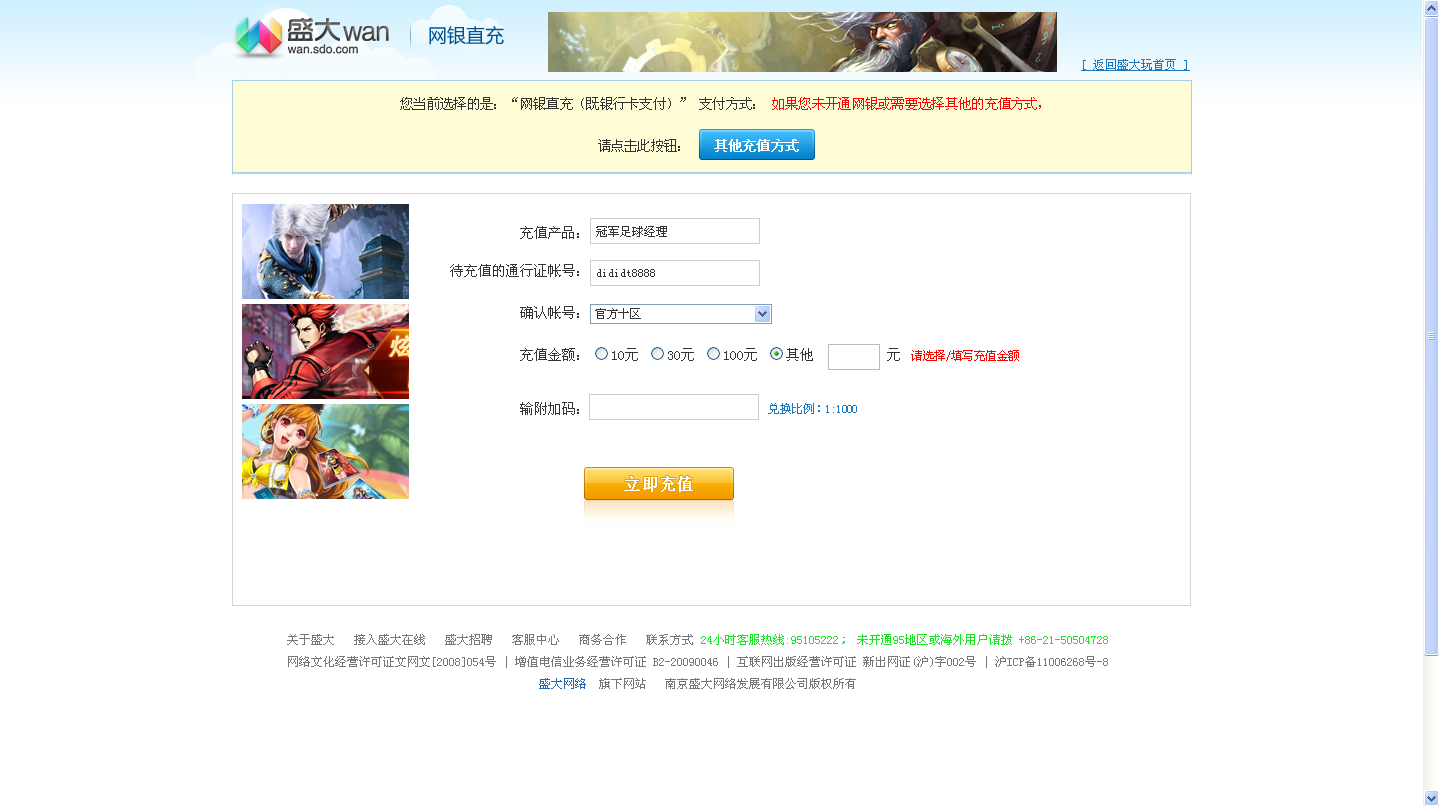 盛大wan
wan.sdo.com
网银直充
[ 返回盛大玩首页 ]
您当前选择的是：“网银直充（既银行卡支付）” 支付方式： 如果您未开通网银或需要选择其他的充值方式，
请点击此按钮： 其他充值方式
充值产品： 冠军足球经理
待充值的通行证帐号： dididt8888
确认帐号： 官方十区
充值金额： 10元 30元 100元 其他 元 请选择/填写充值金额
炫
输附加码： 兑换比例：1:1000
立即充值
关于盛大 接入盛大在线 盛大招聘 客服中心 商务合作 联系方式 24小时客服热线:95105222； 未开通95地区或海外用户请拨 +86-21-50504728
网络文化经营许可证文网文[2008]054号 | 增值电信业务经营许可证 B2-20090046 | 互联网出版经营许可证 新出网证(沪)字002号 | 沪ICP备11006268号-8
盛大网络 旗下网站 南京盛大网络发展有限公司版权所有